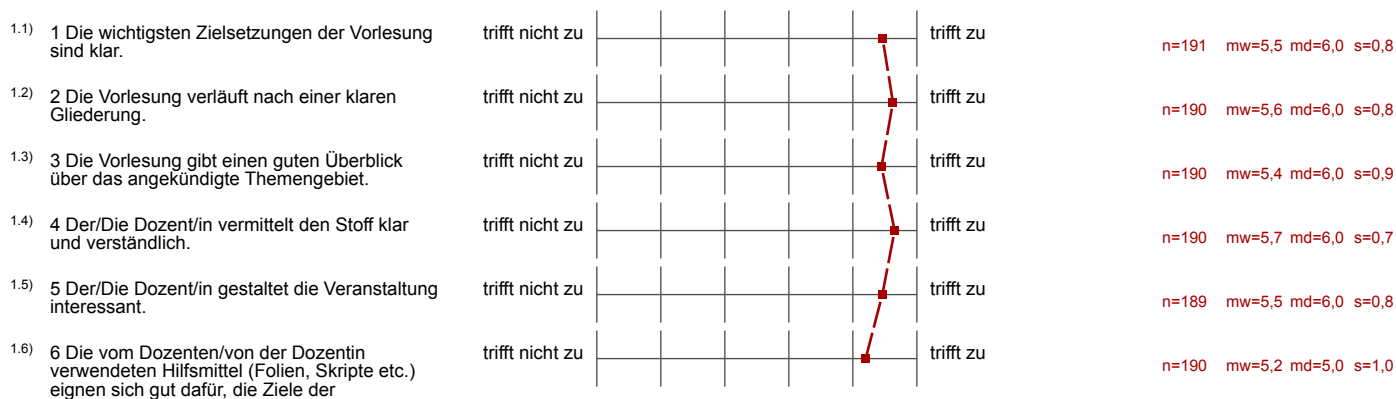 1.1) 1 Die wichtigsten Zielsetzungen der Vorlesung trifft nicht zu trifft zu n=191 mw=5,5 md=6,0 s=0,8
sind klar.
1.2) 2 Die Vorlesung verläuft nach einer klaren trifft nicht zu trifft zu n=190 mw=5,6 md=6,0 s=0,8
Gliederung.
1.3) 3 Die Vorlesung gibt einen guten Überblick trifft nicht zu trifft zu n=190 mw=5,4 md=6,0 s=0,9
über das angekündigte Themengebiet.
1.4) 4 Der/Die Dozent/in vermittelt den Stoff klar trifft nicht zu trifft zu n=190 mw=5,7 md=6,0 s=0,7
und verständlich.
1.5) 5 Der/Die Dozent/in gestaltet die Veranstaltung trifft nicht zu trifft zu n=189 mw=5,5 md=6,0 s=0,8
interessant.
1.6) 6 Die vom Dozenten/von der Dozentin trifft nicht zu trifft zu n=190 mw=5,2 md=5,0 s=1,0
verwendeten Hilfsmittel (Folien, Skripte etc.)
eignen sich gut dafür, die Ziele der